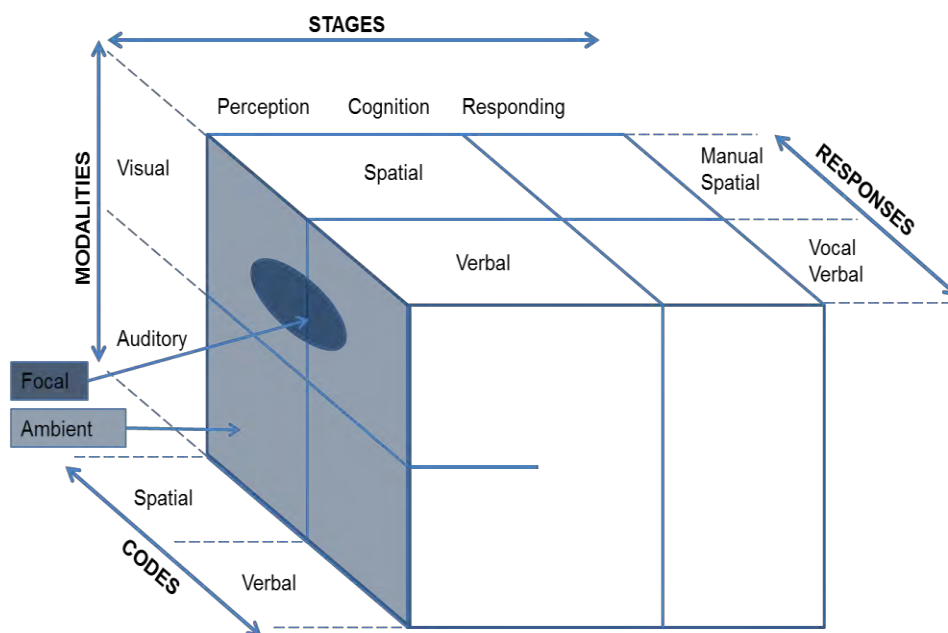 STAGES
Perception Cognition Responding
MODALITIES
Visual
Spatial
Manual
Spatial
RESPONSES
Verbal
Vocal
Verbal
Auditory
Focal
Ambient
Spatial
CODES
Verbal